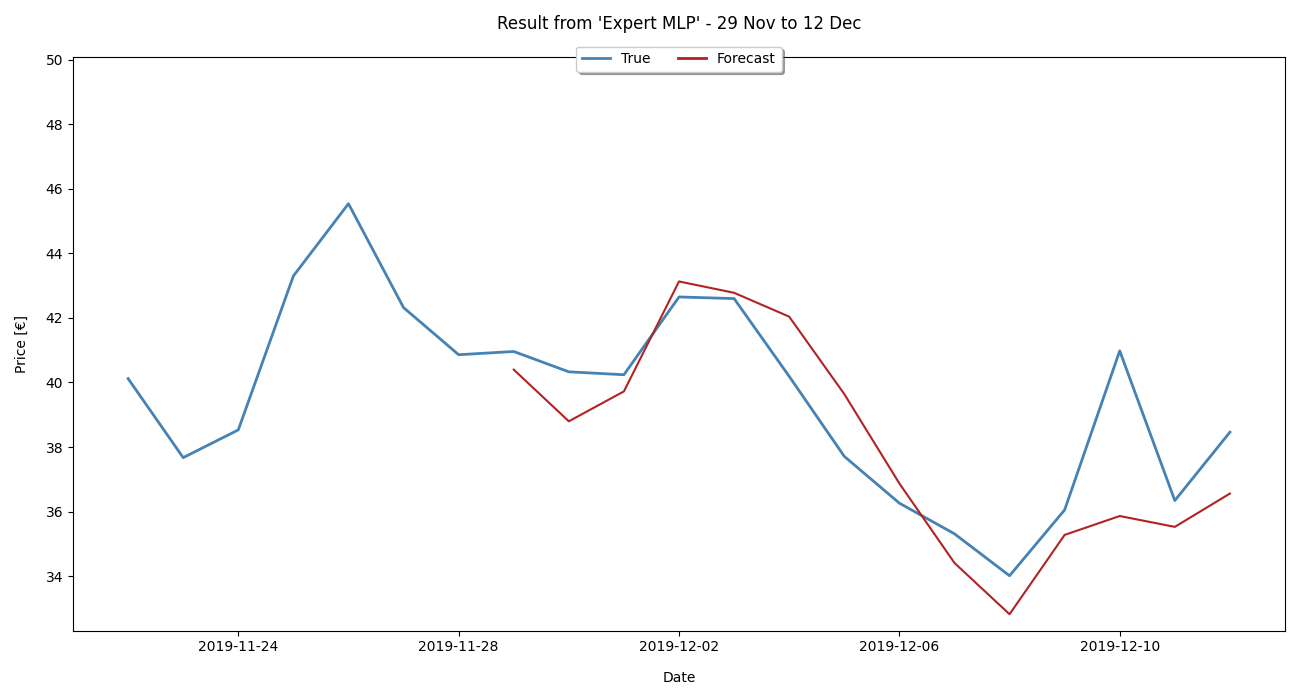 Result from 'Expert MLP' - 29 Nov to 12 Dec
True Forecast
50
48
46
44
42
40
38
36
34
Price [€]
2019-11-24 2019-11-28 2019-12-02 2019-12-06 2019-12-10
Date